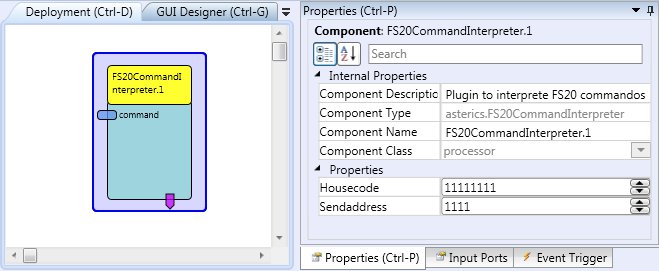 Deployment (Ctrl-D)
GUI Designer (Ctrl-G)
FS20CommandI
nterpreter.1
command
Properties (Ctrl-P)
Component: FS20CommandInterpreter.1
A
Z
Search
Internal Properties
Component Descriptio
Plugin to interprete FS20 commandos
Component Type
asterics.FS20CommandInterpreter
Component Name
FS20CommandInterpreter.1
Component Class
processor
Properties
Housecode
11111111
Sendaddress
1111
Properties (Ctrl-P)
Input Ports
Event Trigger